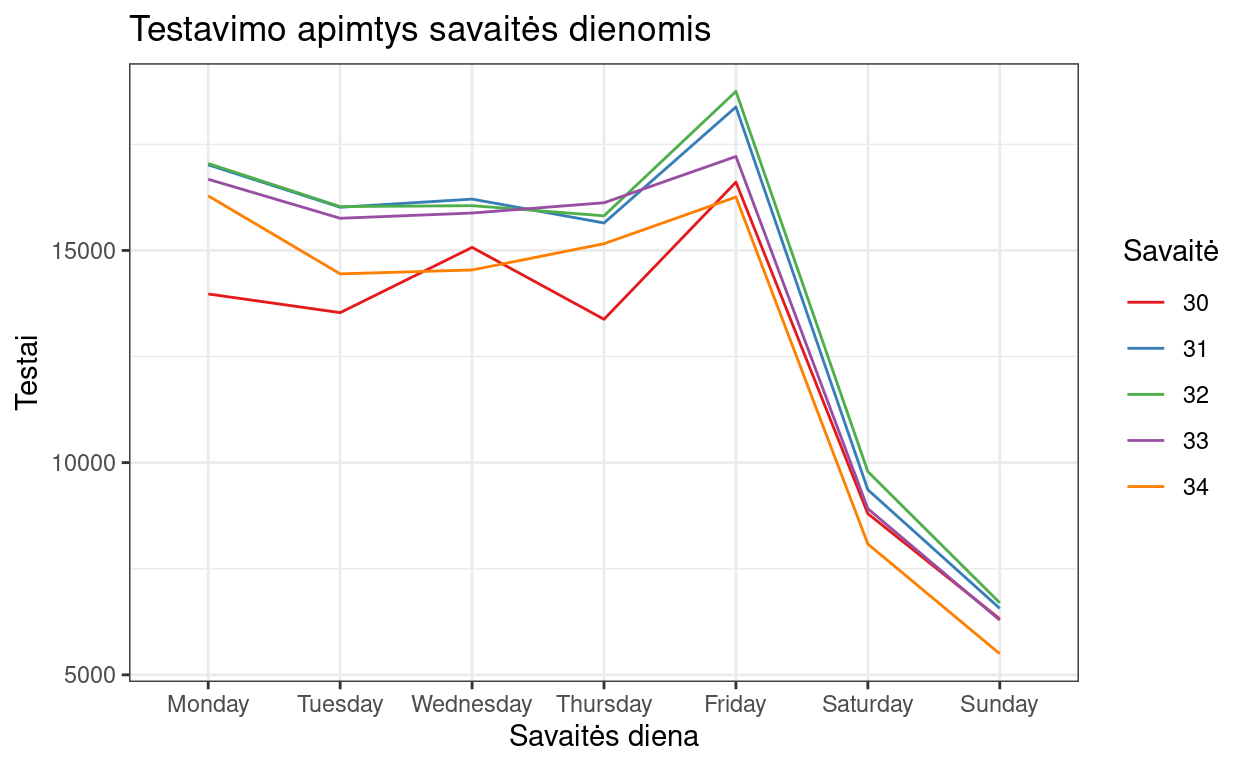 Testavimo apimtys savaitės dienomis
Testai
15000
10000
5000
Monday Tuesday Wednesday Thursday Friday Saturday Sunday
Savaitės diena
Savaitė
30
31
32
33
34